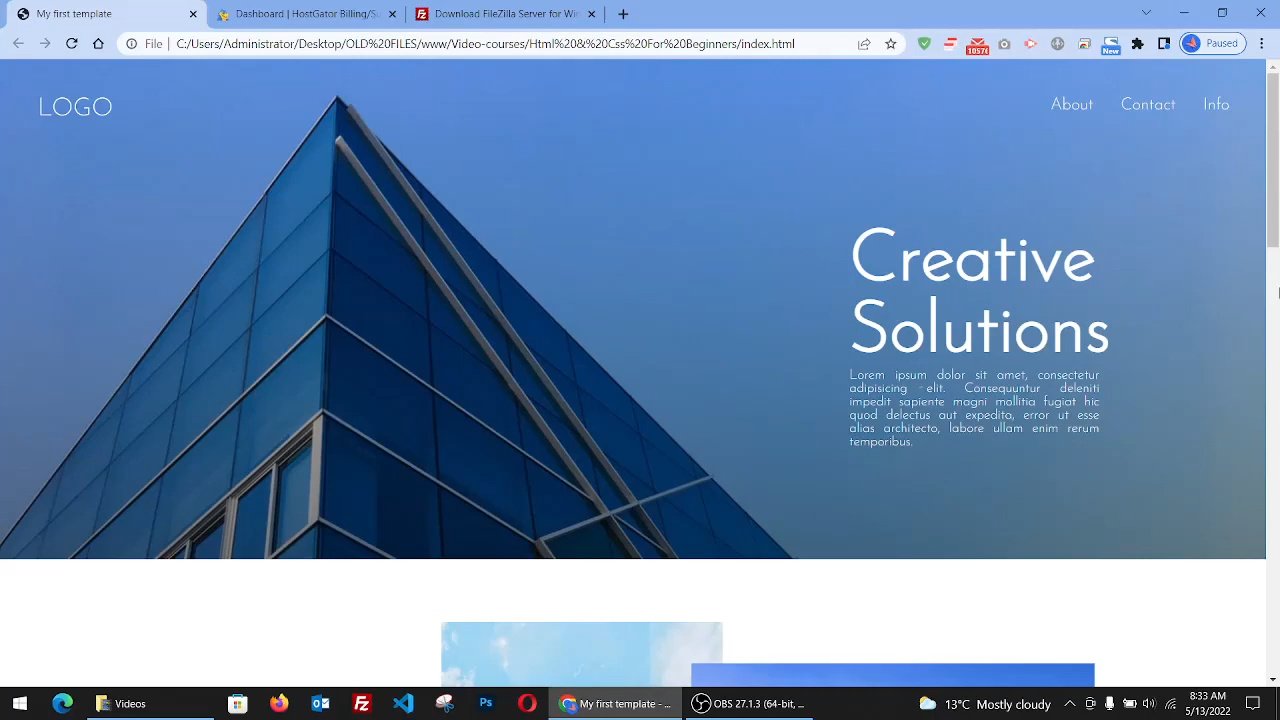 My first template
Dashboard | HostGator Billing/Su
Download FileZilla Server for Win
File
C:/Users/Administrator/Desktop/OLD%20FILES/www/Video-courses/Html%20&%20Css%20For%20Beginners/index.html
10576
New
Paused
LOGO
About
Contact
Info
Creative
Solutions
Lorem ipsum dolor sit amet, consectetur
adipisicing elit. Consequuntur deleniti
impedit sapiente magni mollitia fugiat hic
quod delectus aut expedita, error ut esse
alias architecto, labore ullam enim rerum
temporibus.
Videos
My first template - ...
OBS 27.1.3 (64-bit, ...
13°C Mostly cloudy
8:33 AM
5/13/2022